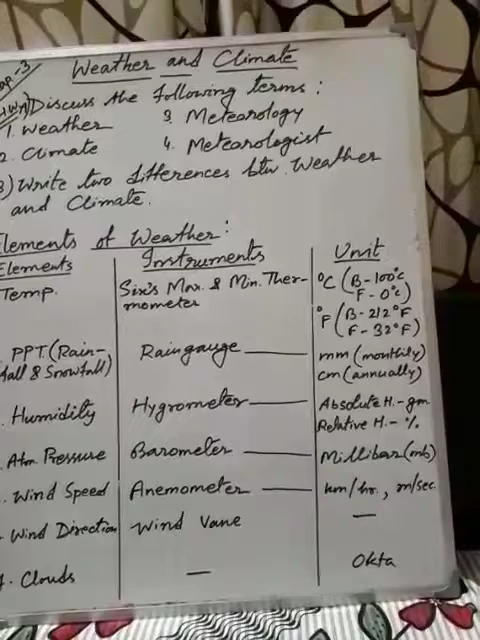 Weather and Climate
Discuss the following terms:
1. Weather 3. Meteorology
2. Climate 4. Meteorologist
3) Write two differences btw. Weather
and Climate.
Elements of Weather:
Elements Instruments Unit
Temp. Six's Max. & Min. Ther-
mometer
°C (B-100°C
F-0°C)
°F (B-212°F
F-32°F)
PPT. (Rain-
fall & Snowfall) Raingauge — mm (monthly)
cm (annually)
Humidity Hygrometer — Absolute H.- gm
Relative H.- %
Atm. Pressure Barometer — Millibar (mb)
Wind Speed Anemometer — km/hr., m/sec.
Wind Direction Wind Vane —
7. Clouds — Okta